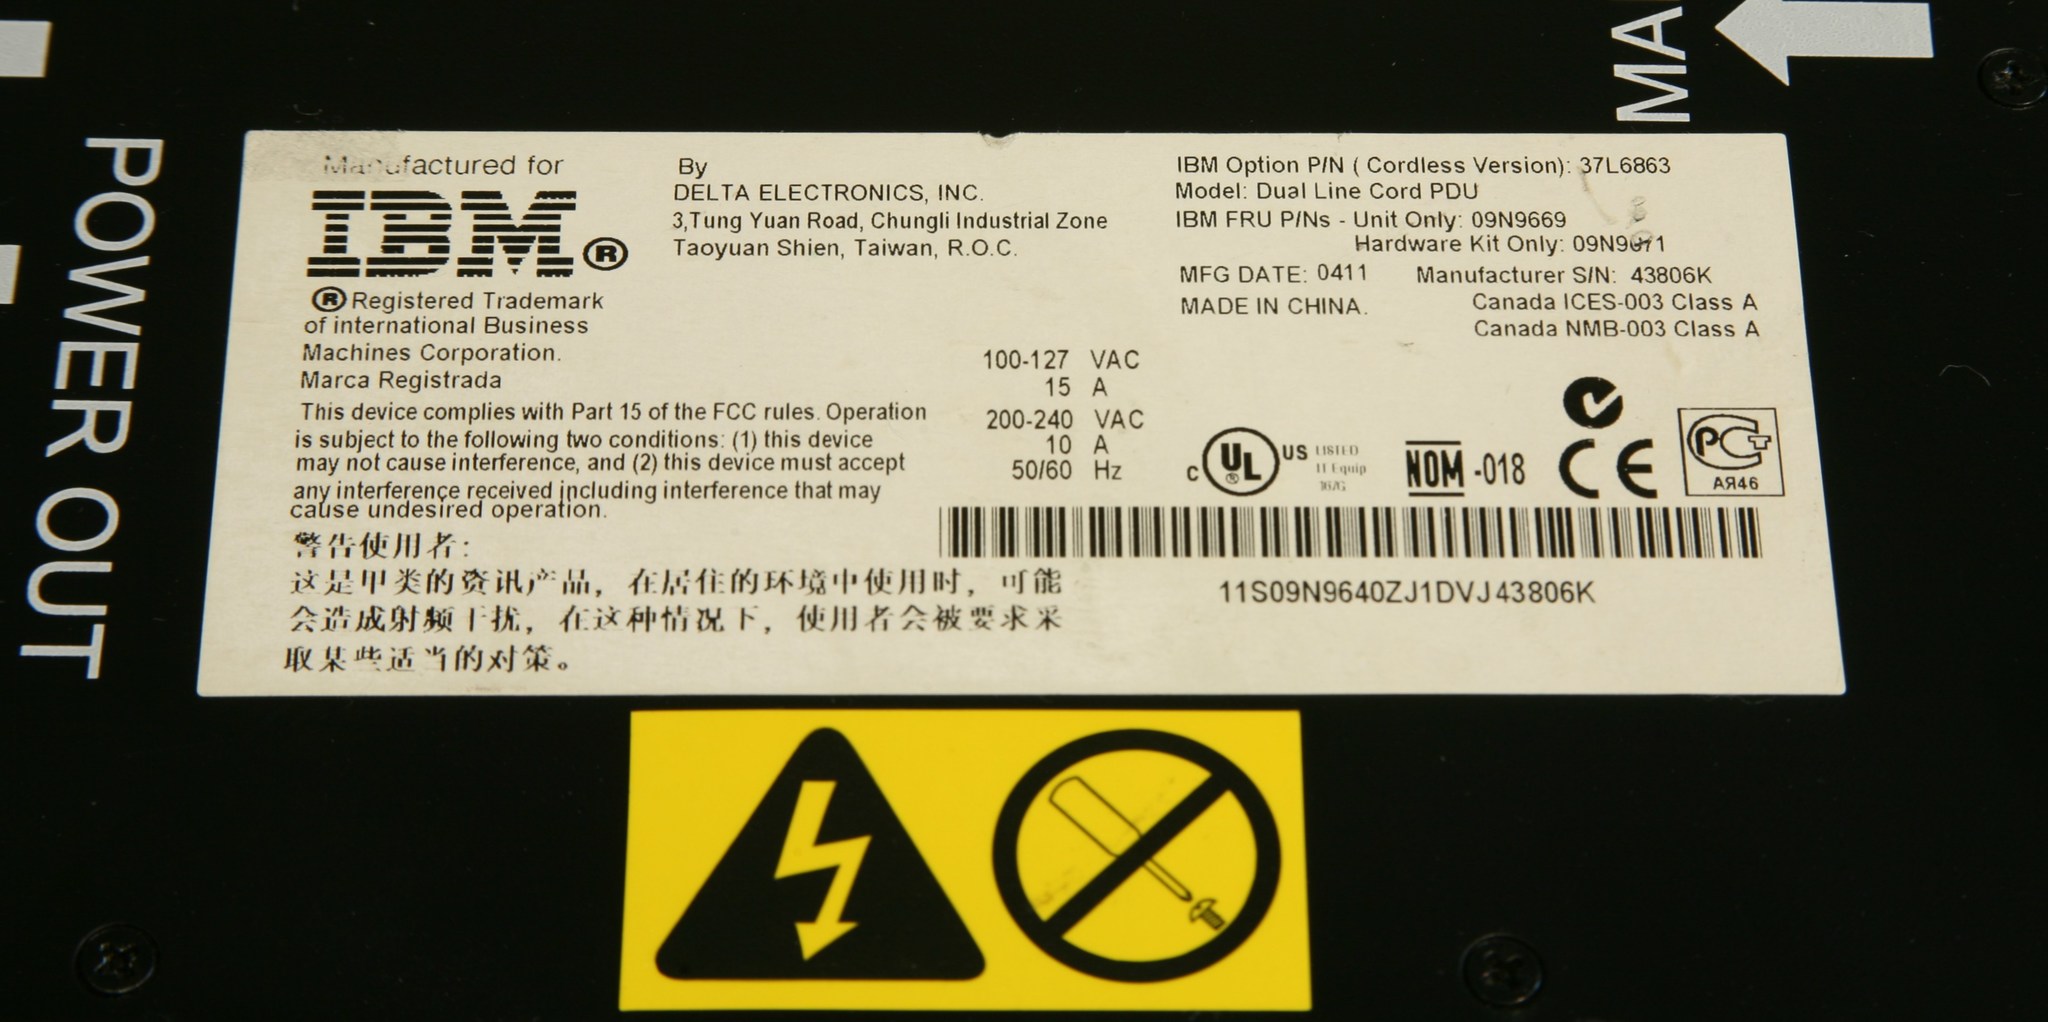 POWER OUT
MA
Manufactured for
IBM®
® Registered Trademark
of international Business
Machines Corporation.
Marca Registrada
This device complies with Part 15 of the FCC rules. Operation
is subject to the following two conditions: (1) this device
may not cause interference, and (2) this device must accept
any interference received including interference that may
cause undesired operation.
警告使用者:
这是甲类的资讯产品，在居住的环境中使用时，可能
会造成射频干扰，在这种情况下，使用者会被要求采
取某些适当的对策。
By
DELTA ELECTRONICS, INC.
3,Tung Yuan Road, Chungli Industrial Zone
Taoyuan Shien, Taiwan, R.O.C.
IBM Option P/N ( Cordless Version): 37L6863
Model: Dual Line Cord PDU
IBM FRU P/Ns - Unit Only: 09N9669
Hardware Kit Only:
MFG DATE: 0411 Manufacturer S/N: 43806K
MADE IN CHINA. Canada ICES-003 Class A
Canada NMB-003 Class A
100-127 VAC
15 A
200-240 VAC
10 A
50/60 Hz
c UL® US LISTED
I T Equip
NOM -018
CE
PCT
AЯ46
11S09N9640ZJ1DVJ43806K